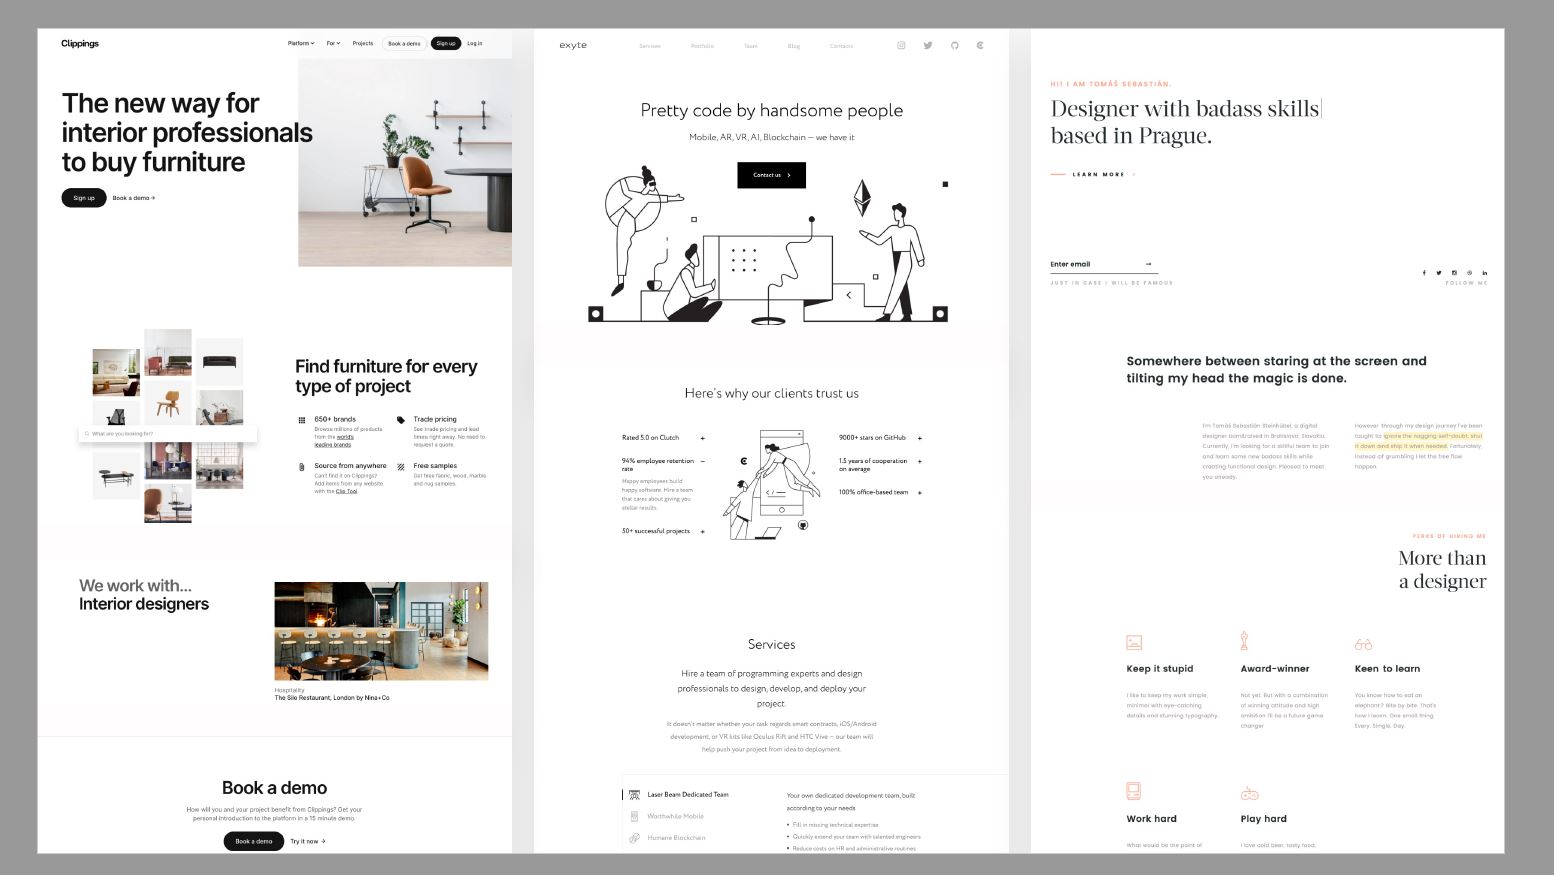 Clippings
Platform For Projects Book a demo Sign up Log in
The new way for
interior professionals
to buy furniture
Sign up Book a demo →
What are you looking for?
Find furniture for every
type of project
650+ brands
Browse millions of products
from the world's
leading brands.
Trade pricing
See trade pricing and lead
times right away. No need to
request a quote.
Source from anywhere
Can't find it on Clippings?
Add items from any website
with the Clip Tool.
Free samples
Get free fabric, wood, marble
and rug samples.
We work with...
Interior designers
Hospitality
The Silo Restaurant, London by Nina+Co
Book a demo
How will you and your project benefit from Clippings? Get your
personal introduction to the platform in a 15 minute demo.
Book a demo Try it now →
exyte
Services Portfolio Team Blog Contacts
Pretty code by handsome people
Mobile, AR, VR, AI, Blockchain — we have it
Contact us >
Here's why our clients trust us
Rated 5.0 on Clutch +
94% employee retention –
rate
Happy employees build
happy software. Hire a team
that cares about giving you
stellar results.
50+ successful projects +
</>
9000+ stars on GitHub +
1.5 years of cooperation +
on average
100% office-based team +
Services
Hire a team of programming experts and design
professionals to design, develop, and deploy your
project.
It doesn't matter whether your task regards smart contracts, iOS/Android
development, or VR kits like Oculus Rift and HTC Vive — our team will
help push your project from idea to deployment.
Laser Beam Dedicated Team
Worthwhile Mobile
Humane Blockchain
Your own dedicated development team, built
according to your needs
• Fill in missing technical expertise
• Quickly extend your team with talented engineers
• Reduce costs on HR and administrative routines
HI! I AM TOMÁŠ SEBASTIÁN.
Designer with badass skills|
based in Prague.
LEARN MORE
Enter email →
JUST IN CASE I WILL BE FAMOUS
FOLLOW ME
Somewhere between staring at the screen and
tilting my head the magic is done.
I'm Tomáš Sebastián Steinhübel, a digital
designer born&raised in Bratislava, Slovakia.
Currently, I'm looking for a skillful team to join
and learn some new badass skills while
creating functional design. Pleased to meet
you already.
However through my design journey I've been
taught to ignore the nagging self-doubt, shut
it down and ship it when needed. Fortunately,
instead of grumbling I let the free flow
happen.
PERKS OF HIRING ME
More than
a designer
Keep it stupid
I like to keep my work simple,
minimal with eye-catching
details and stunning typography.
Award-winner
Not yet. But with a combination
of winning attitude and high
ambition I'll be a future game
changer
Keen to learn
You know how to eat an
elephant? Bite by bite. That's
how I learn. One small thing.
Every. Single. Day.
Work hard
What would be the point of
Play hard
I love cold beer, tasty food,